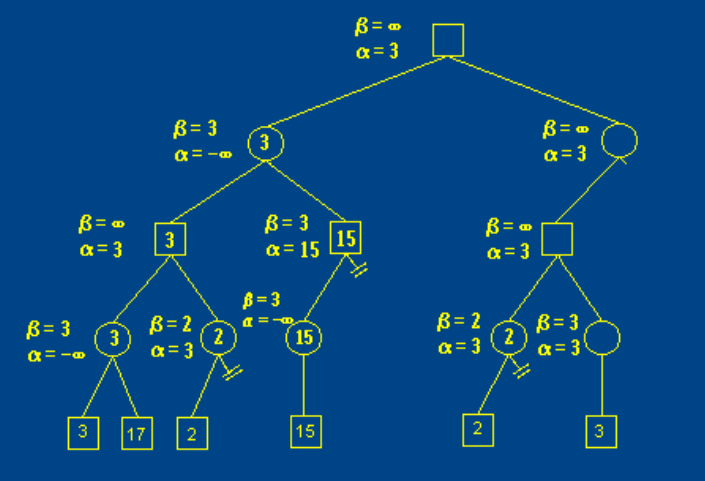 β = ∞
α = 3
β = 3
α = -∞
3
β = ∞
α = 3
β = ∞
α = 3
3
β = 3
α = 15
15
β = ∞
α = 3
β = 3
α = -∞
3
β = 2
α = 3
2
β = 3
α = -∞
15
β = 2
α = 3
2
β = 3
α = 3
3
17
2
15
2
3